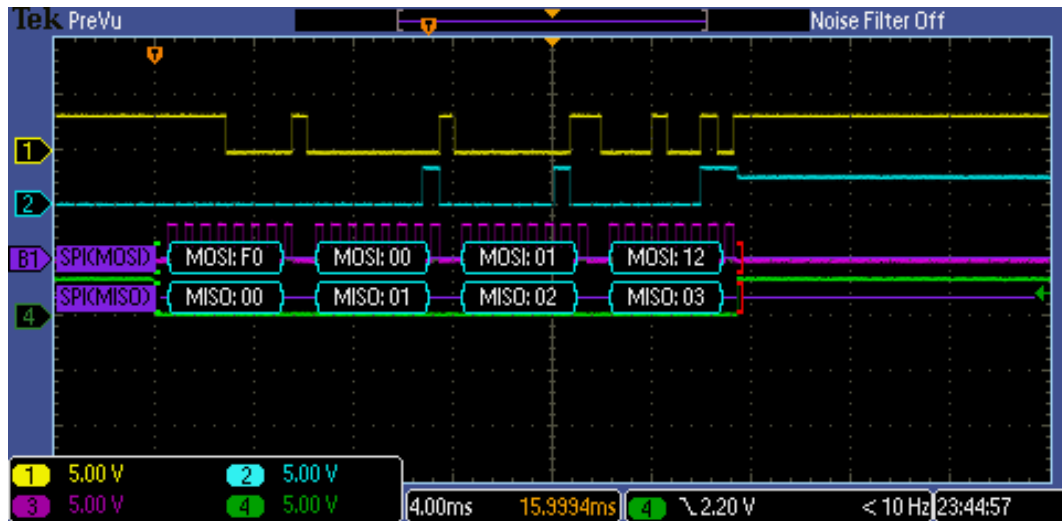 Tek PreVu Noise Filter Off
T
T
1
2
B1 SPI(MOSI) MOSI: F0 MOSI: 00 MOSI: 01 MOSI: 12
SPI(MISO) MISO: 00 MISO: 01 MISO: 02 MISO: 03
4
1 5.00 V 2 5.00 V
3 5.00 V 4 5.00 V 4.00ms 15.9994ms 4 2.20 V < 10 Hz 23:44:57